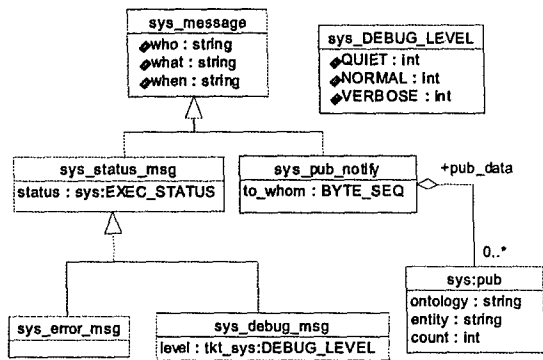 sys_message
who : string
what : string
when : string
sys_DEBUG_LEVEL
QUIET : int
NORMAL : int
VERBOSE : int
sys_status_msg
status : sys:EXEC_STATUS
sys_pub_notify
to_whom : BYTE_SEQ
+pub_data
0..*
sys:pub
ontology : string
entity : string
count : int
sys_error_msg
sys_debug_msg
level : tkt_sys:DEBUG_LEVEL